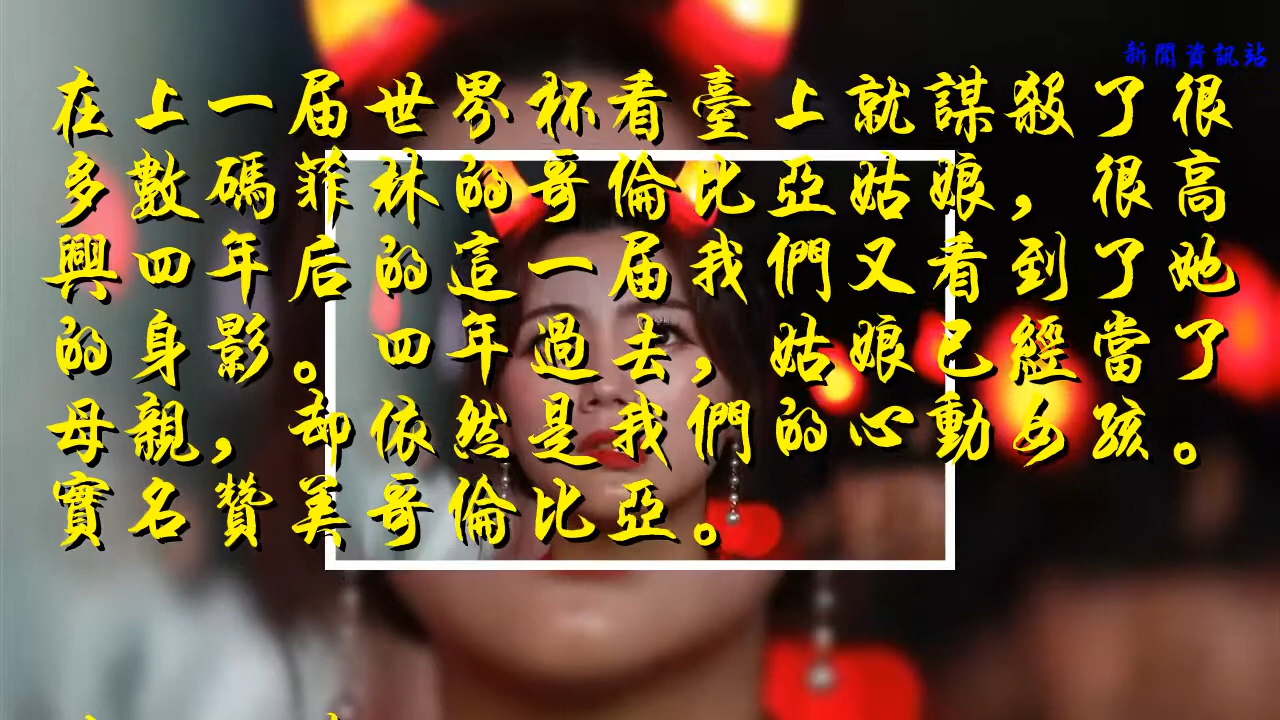 新聞資訊站
在上一届世界杯看臺上就謀殺了很
多數碼菲林的哥倫比亞姑娘，很高
興四年后的這一届我們又看到了她
的身影。四年過去，姑娘已經當了
母親，却依然是我們的心動女孩。
實名贊美哥倫比亞。